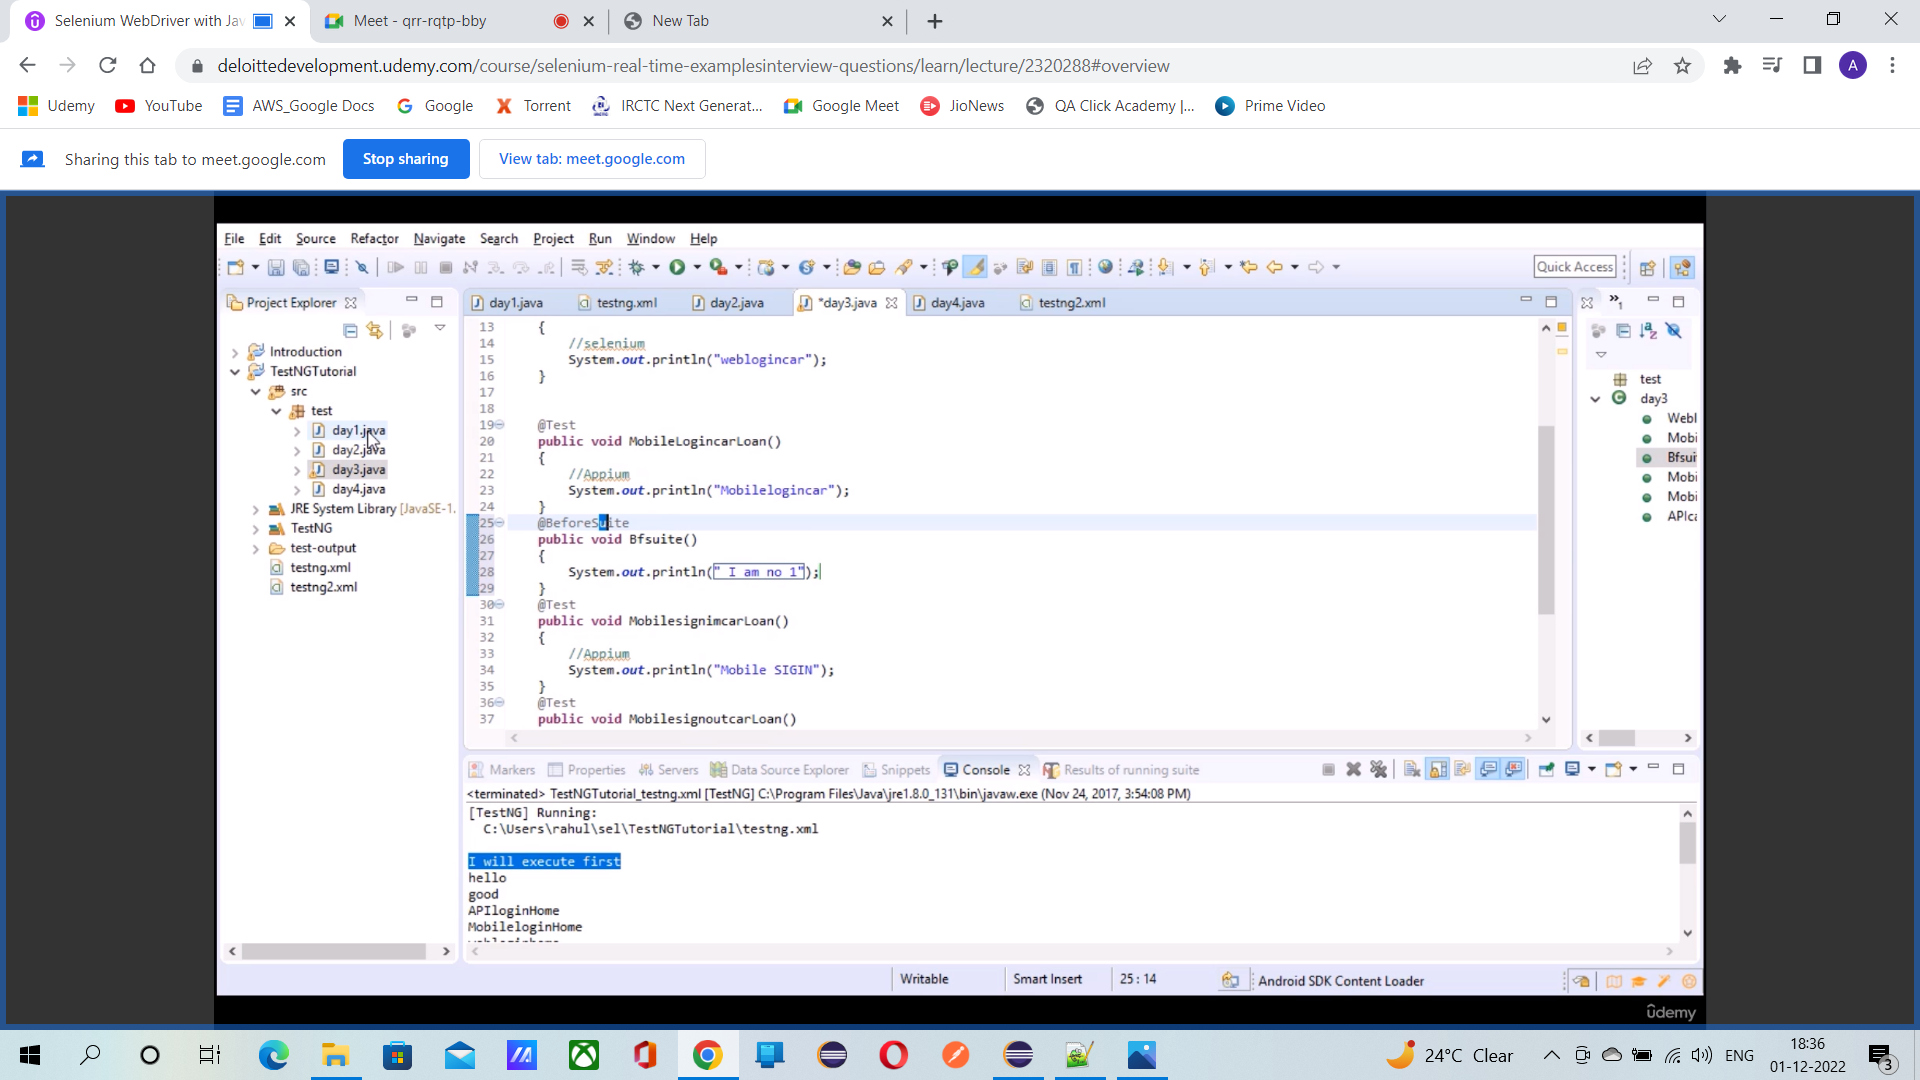 Selenium WebDriver with Jav
Meet - qrr-rqtp-bby
New Tab
deloittedevelopment.udemy.com/course/selenium-real-time-examplesinterview-questions/learn/lecture/2320288#overview
A
Udemy
YouTube
AWS_Google Docs
Google
Torrent
IRCTC Next Generat...
Google Meet
JioNews
QA Click Academy |...
Prime Video
Sharing this tab to meet.google.com
Stop sharing
View tab: meet.google.com
File Edit Source Refactor Navigate Search Project Run Window Help
Quick Access
Project Explorer
Introduction
TestNGTutorial
src
test
day1.java
day2.java
day3.java
day4.java
JRE System Library [JavaSE-1.
TestNG
test-output
testng.xml
testng2.xml
day1.java
testng.xml
day2.java
*day3.java
day4.java
testng2.xml
13 {
14 //selenium
15 System.out.println("weblogincar");
16 }
17
18
19 @Test
20 public void MobileLogincarLoan()
21 {
22 //Appium
23 System.out.println("Mobilelogincar");
24 }
25 @BeforeSuite
26 public void Bfsuite()
27 {
28 System.out.println(" I am no 1");
29 }
30 @Test
31 public void MobilesignimcarLoan()
32 {
33 //Appium
34 System.out.println("Mobile SIGIN");
35 }
36 @Test
37 public void MobilesignoutcarLoan()
test
day3
Webl
Mobi
Bfsui
Mobi
Mobi
APIca
Markers
Properties
Servers
Data Source Explorer
Snippets
Console
Results of running suite
<terminated> TestNGTutorial_testng.xml [TestNG] C:\Program Files\Java\jre1.8.0_131\bin\javaw.exe (Nov 24, 2017, 3:54:08 PM)
[TestNG] Running:
C:\Users\rahul\sel\TestNGTutorial\testng.xml
I will execute first
hello
good
APIloginHome
MobileloginHome
Writable
Smart Insert
25 : 14
Android SDK Content Loader
ûdemy
24°C Clear
ENG
18:36
01-12-2022
3